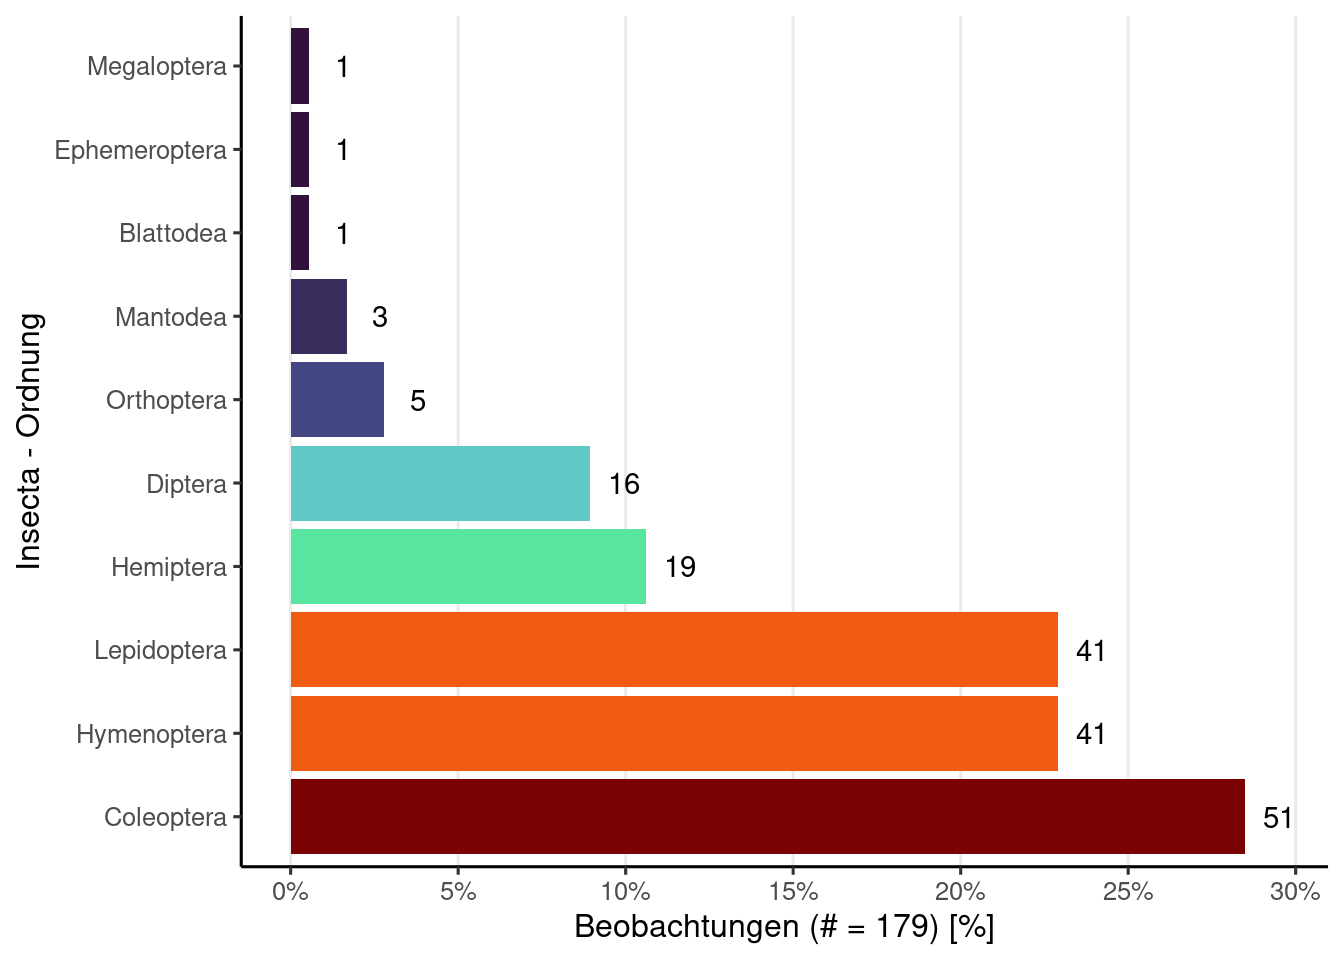 Insecta - Ordnung
Megaloptera 1
Ephemeroptera 1
Blattodea 1
Mantodea 3
Orthoptera 5
Diptera 16
Hemiptera 19
Lepidoptera 41
Hymenoptera 41
Coleoptera 51
0% 5% 10% 15% 20% 25% 30%
Beobachtungen (# = 179) [%]